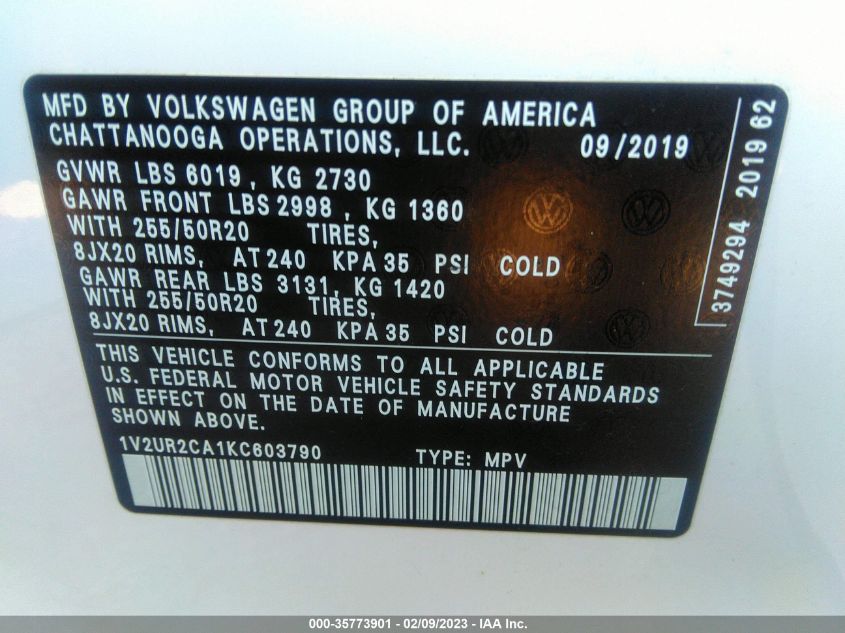 MFD BY VOLKSWAGEN GROUP OF AMERICA
CHATTANOOGA OPERATIONS, LLC. 09/2019
GVWR LBS 6019 , KG 2730
GAWR FRONT LBS 2998 , KG 1360
WITH 255/50R20 TIRES,
8JX20 RIMS, AT 240 KPA 35 PSI COLD
GAWR REAR LBS 3131, KG 1420
WITH 255/50R20 TIRES,
8JX20 RIMS, AT 240 KPA 35 PSI COLD
3749294 2019 62
THIS VEHICLE CONFORMS TO ALL APPLICABLE
U.S. FEDERAL MOTOR VEHICLE SAFETY STANDARDS
IN EFFECT ON THE DATE OF MANUFACTURE
SHOWN ABOVE.
1V2UR2CA1KC603790 TYPE: MPV
000-35773901 - 02/09/2023 - IAA Inc.